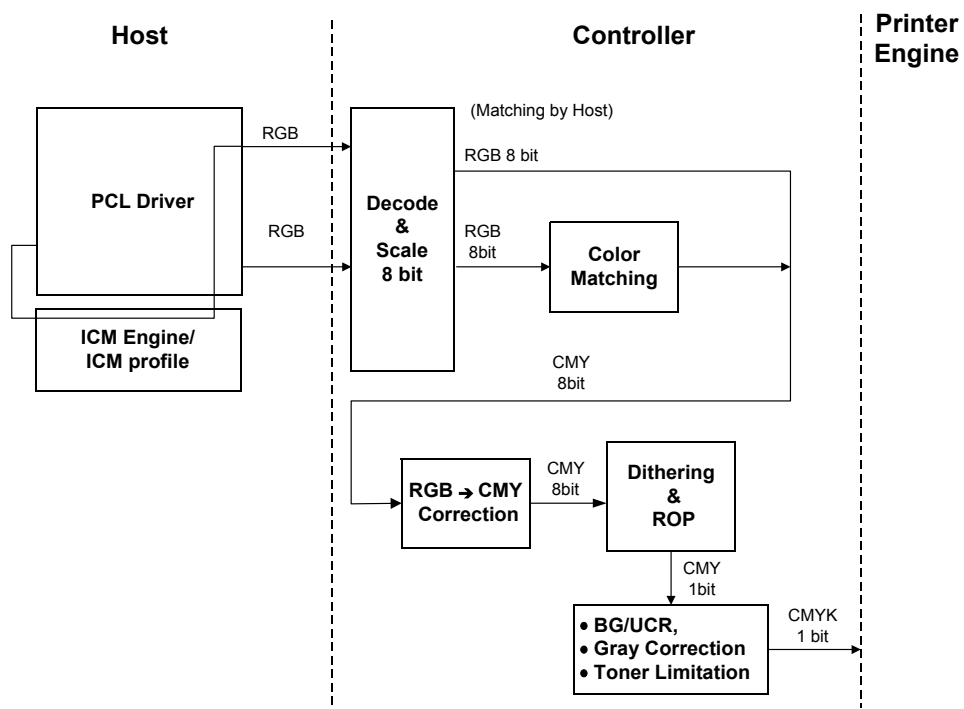 Host
Controller
Printer
Engine
(Matching by Host)
RGB
RGB 8 bit
PCL Driver
Decode
&
Scale
8 bit
RGB
RGB
8bit
Color
Matching
ICM Engine/
ICM profile
CMY
8bit
RGB → CMY
Correction
CMY
8bit
Dithering
&
ROP
CMY
1bit
• BG/UCR,
• Gray Correction
• Toner Limitation
CMYK
1 bit